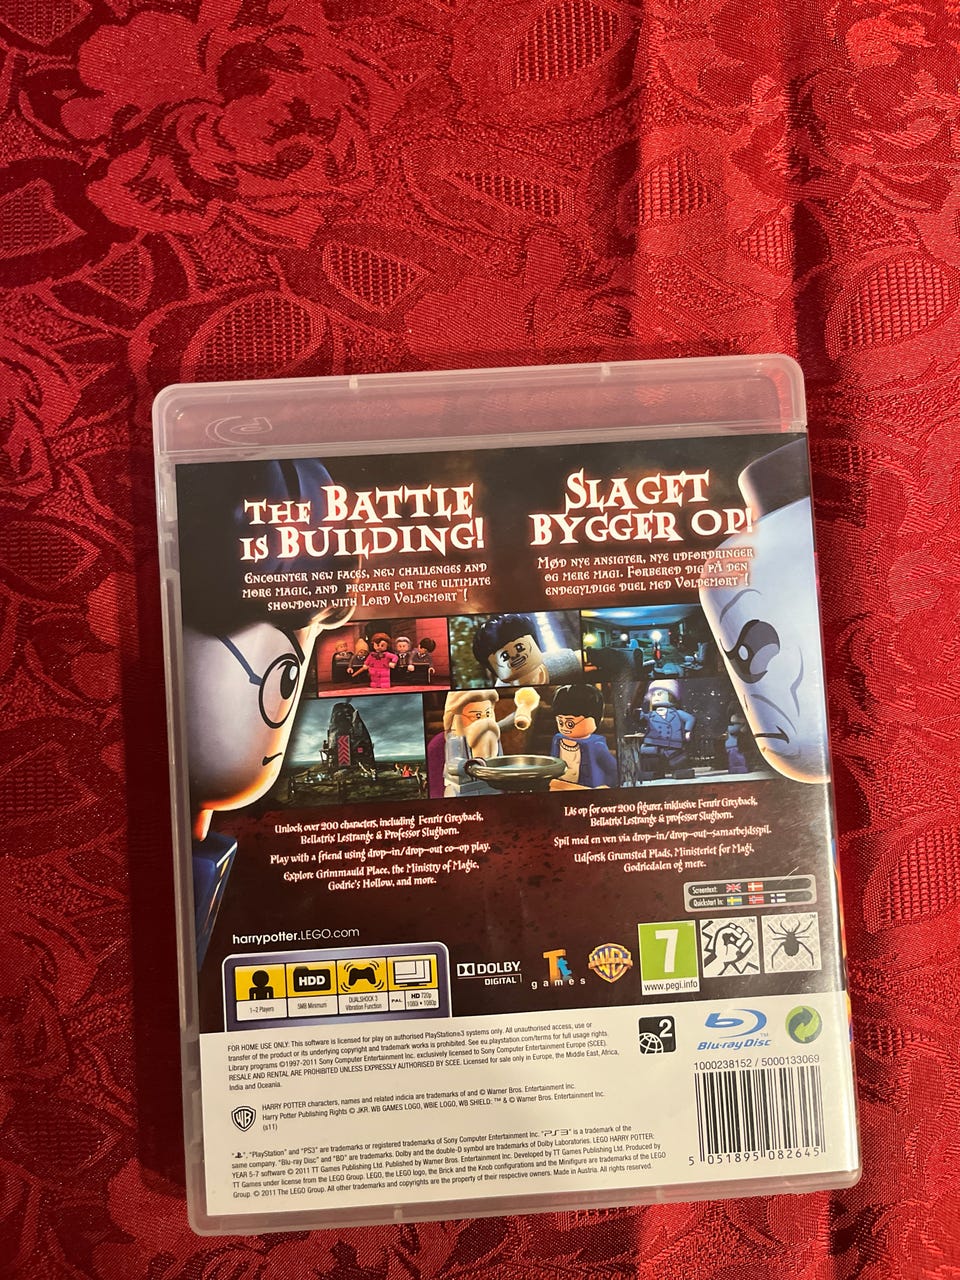 THE BATTLE
IS BUILDING!
ENCOUNTER NEW FACES, NEW CHALLENGES AND
MORE MAGIC, AND PREPARE FOR THE ULTIMATE
SHOWDOWN WITH LORD VOLDEMORT™!
SLAGET
BYGGER OP!
MØD NYE ANSIGTER, NYE UDFORDRINGER
OG MERE MAGI. FORBERED DIG PÅ DEN
ENDEGYLDIGE DUEL MED VOLDEMORT™!
Unlock over 200 characters, including Fenrir Greyback,
Bellatrix Lestrange & Professor Slughorn.
Play with a friend using drop-in/drop-out co-op play.
Explore Grimmauld Place, the Ministry of Magic,
Godric's Hollow, and more.
Lås op for over 200 figurer, inklusive Fenrir Greyback,
Bellatrix Lestrange & professor Slughorn.
Spil med en ven via drop-in/drop-out-samarbejdsspil.
Udforsk Grumsted Plads, Ministeriet for Magi,
Godricdalen og mere.
Screentext:
Quickstart In:
harrypotter.LEGO.com
1-2 Players
HDD
5MB Minimum
DUALSHOCK 3
Vibration Function
PAL
HD 720p
1080i • 1080p
DOLBY
DIGITAL
TT
games
WB
7
www.pegi.info
FOR HOME USE ONLY: This software is licensed for play on authorised PlayStation®3 systems only. All unauthorised access, use or
transfer of the product or its underlying copyright and trademark works is prohibited. See eu.playstation.com/terms for full usage rights.
Library programs ©1997-2011 Sony Computer Entertainment Inc. exclusively licensed to Sony Computer Entertainment Europe (SCEE).
RESALE AND RENTAL ARE PROHIBITED UNLESS EXPRESSLY AUTHORISED BY SCEE. Licensed for sale only in Europe, the Middle East, Africa,
India and Oceania.
2
Blu-ray Disc™
1000238152 / 5000133069
WB
HARRY POTTER characters, names and related indicia are trademarks of and © Warner Bros. Entertainment Inc.
Harry Potter Publishing Rights © JKR. WB GAMES LOGO, WBIE LOGO, WB SHIELD: ™ & © Warner Bros. Entertainment Inc.
(s11)
"PlayStation" and "PS3" are trademarks or registered trademarks of Sony Computer Entertainment Inc. "PS3" is a trademark of the
same company. "Blu-ray Disc" and "BD" are trademarks. Dolby and the double-D symbol are trademarks of Dolby Laboratories. LEGO HARRY POTTER:
YEAR 5-7 software © 2011 TT Games Publishing Ltd. Published by Warner Bros. Entertainment Inc. Developed by TT Games Publishing Ltd. Produced by
TT Games under license from the LEGO Group. LEGO, the LEGO logo, the Brick and the Knob configurations and the Minifigure are trademarks of the LEGO
Group. © 2011 The LEGO Group. All other trademarks and copyrights are the property of their respective owners. Made in Austria. All rights reserved.
5 051895 082645